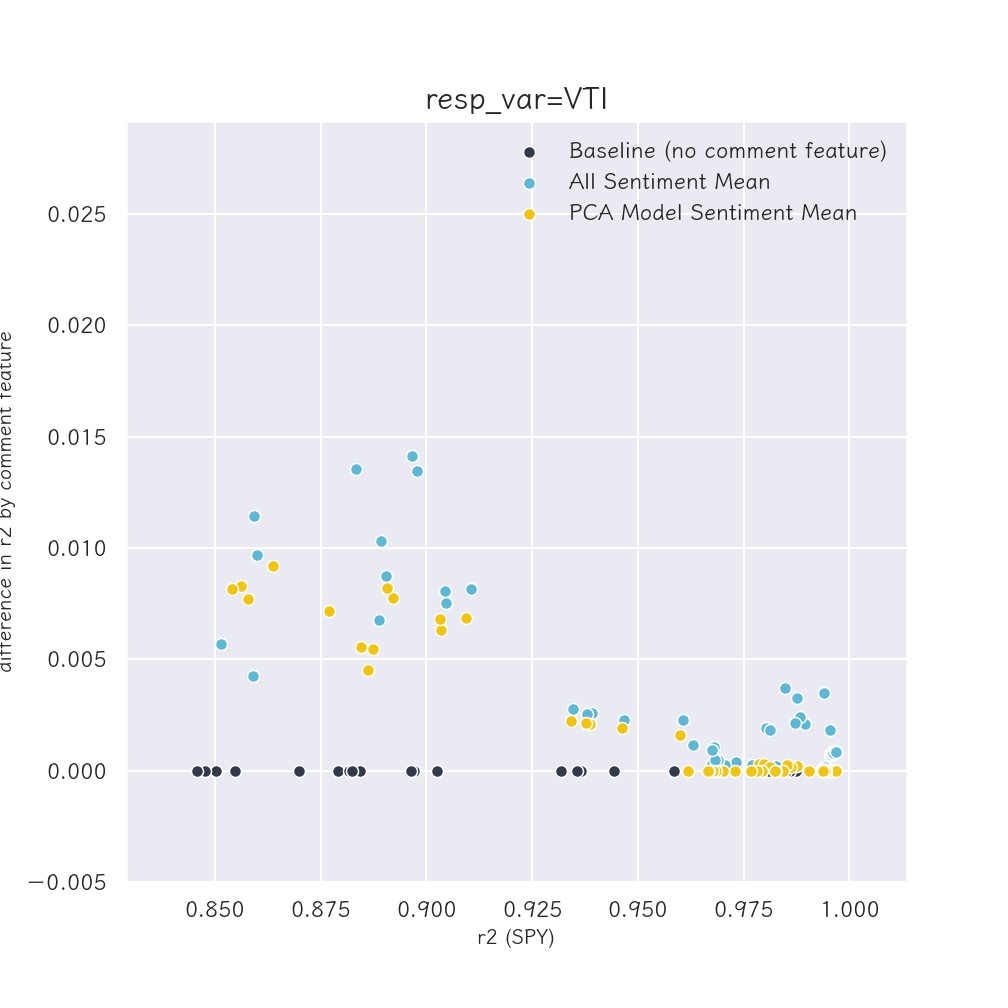 resp_var=VTI
Baseline (no comment feature)
All Sentiment Mean
PCA Model Sentiment Mean
0.025
0.020
0.015
0.010
0.005
0.000
−0.005
difference in r2 by comment feature
0.850 0.875 0.900 0.925 0.950 0.975 1.000
r2 (SPY)